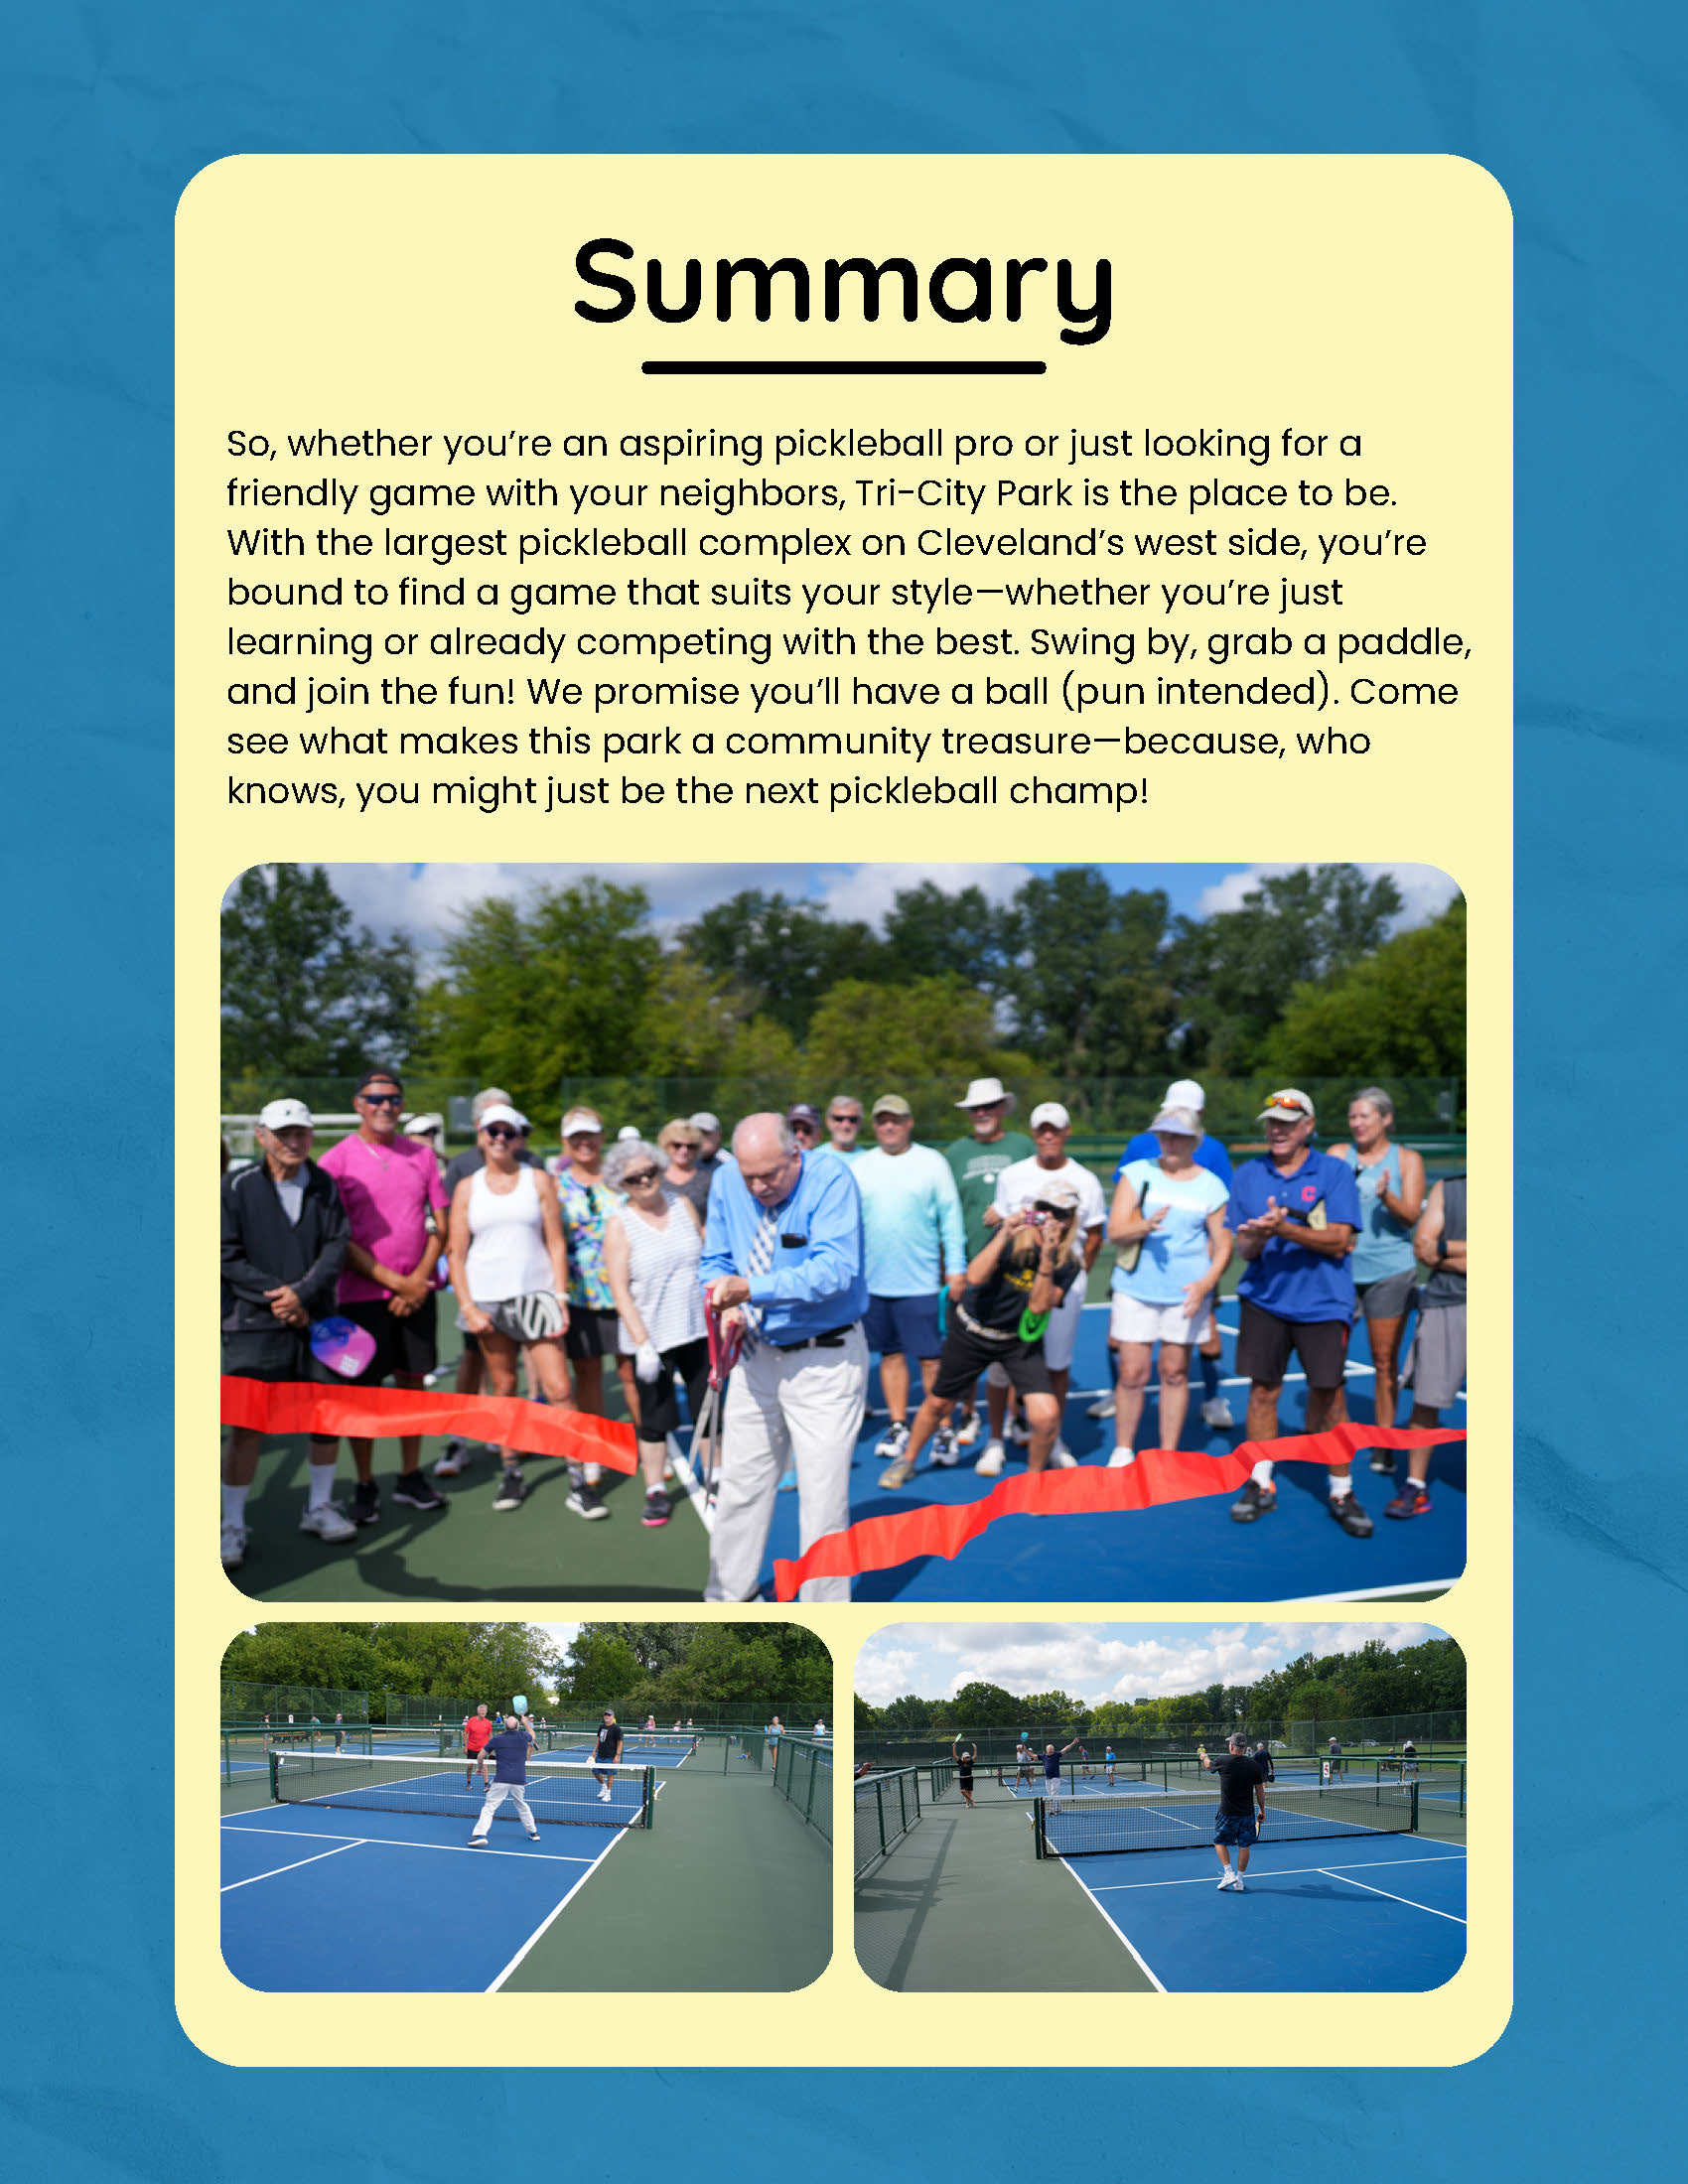 Summary
So, whether you’re an aspiring pickleball pro or just looking for a
friendly game with your neighbors, Tri-City Park is the place to be.
With the largest pickleball complex on Cleveland’s west side, you’re
bound to find a game that suits your style—whether you’re just
learning or already competing with the best. Swing by, grab a paddle,
and join the fun! We promise you’ll have a ball (pun intended). Come
see what makes this park a community treasure—because, who
knows, you might just be the next pickleball champ!
C